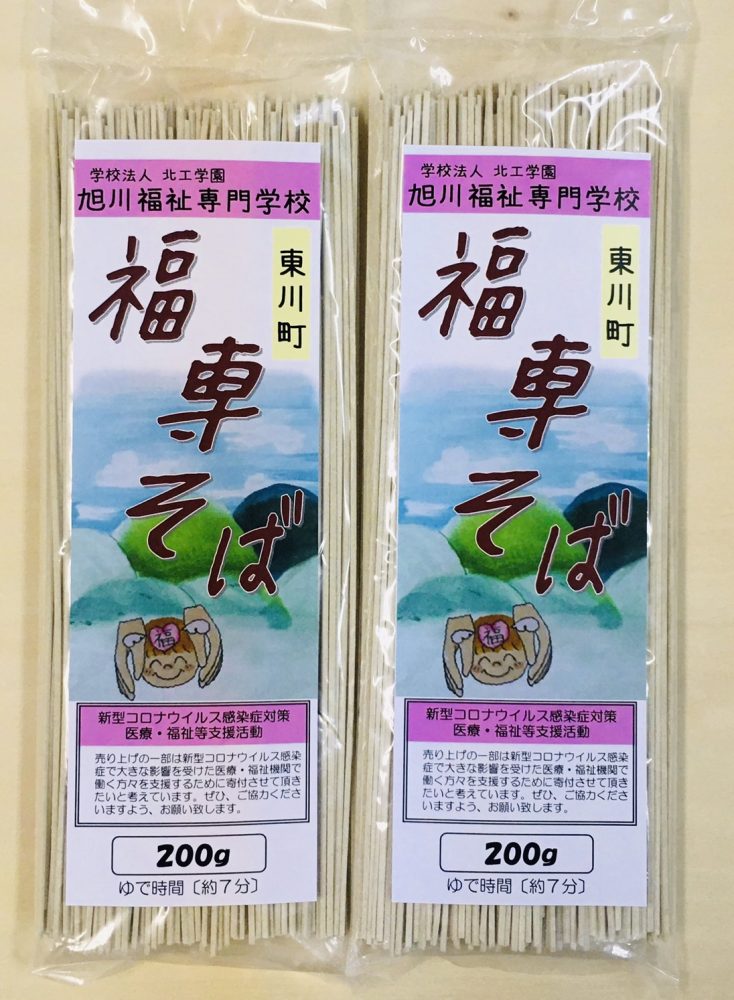 学校法人 北工学園
旭川福祉専門学校
東川町
福専そば
福
新型コロナウイルス感染症対策
医療・福祉等支援活動
売り上げの一部は新型コロナウイルス感染
症で大きな影響を受けた医療・福祉機関で
働く方々を支援するために寄付させて頂き
たいと考えています。ぜひ、ご協力くださ
いますよう、お願い致します。
200g
ゆで時間〔約7分〕
学校法人 北工学園
旭川福祉専門学校
東川町
福専そば
福
新型コロナウイルス感染症対策
医療・福祉等支援活動
売り上げの一部は新型コロナウイルス感染
症で大きな影響を受けた医療・福祉機関で
働く方々を支援するために寄付させて頂き
たいと考えています。ぜひ、ご協力くださ
いますよう、お願い致します。
200g
ゆで時間〔約7分〕